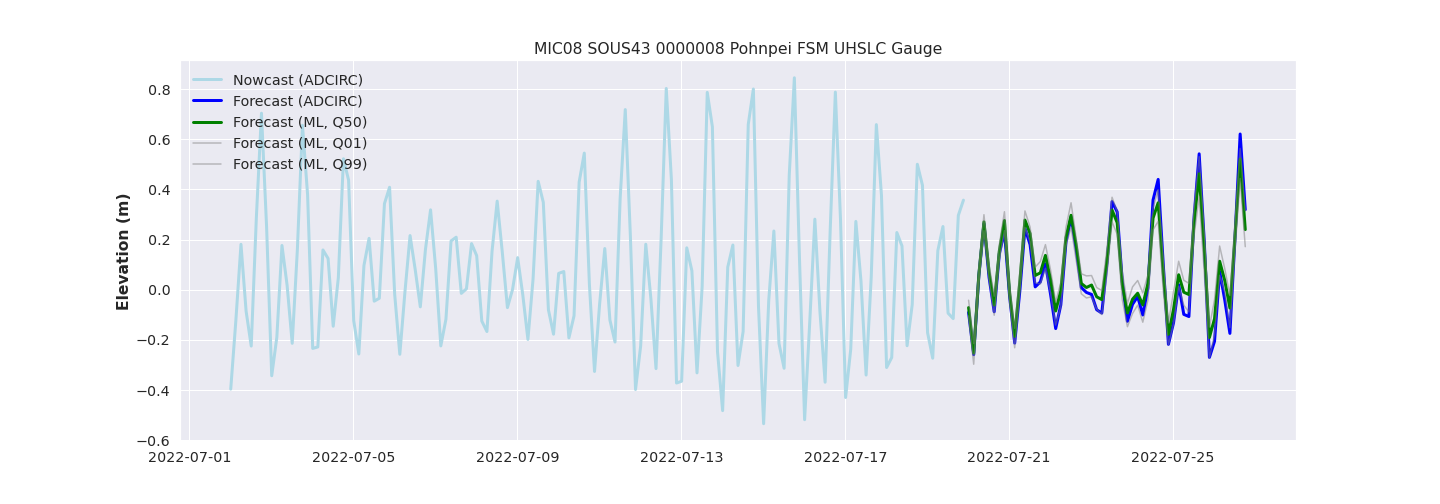 MIC08 SOUS43 0000008 Pohnpei FSM UHSLC Gauge
Nowcast (ADCIRC)
Forecast (ADCIRC)
Forecast (ML, Q50)
Forecast (ML, Q01)
Forecast (ML, Q99)
Elevation (m)
0.8
0.6
0.4
0.2
0.0
−0.2
−0.4
−0.6
2022-07-01 2022-07-05 2022-07-09 2022-07-13 2022-07-17 2022-07-21 2022-07-25